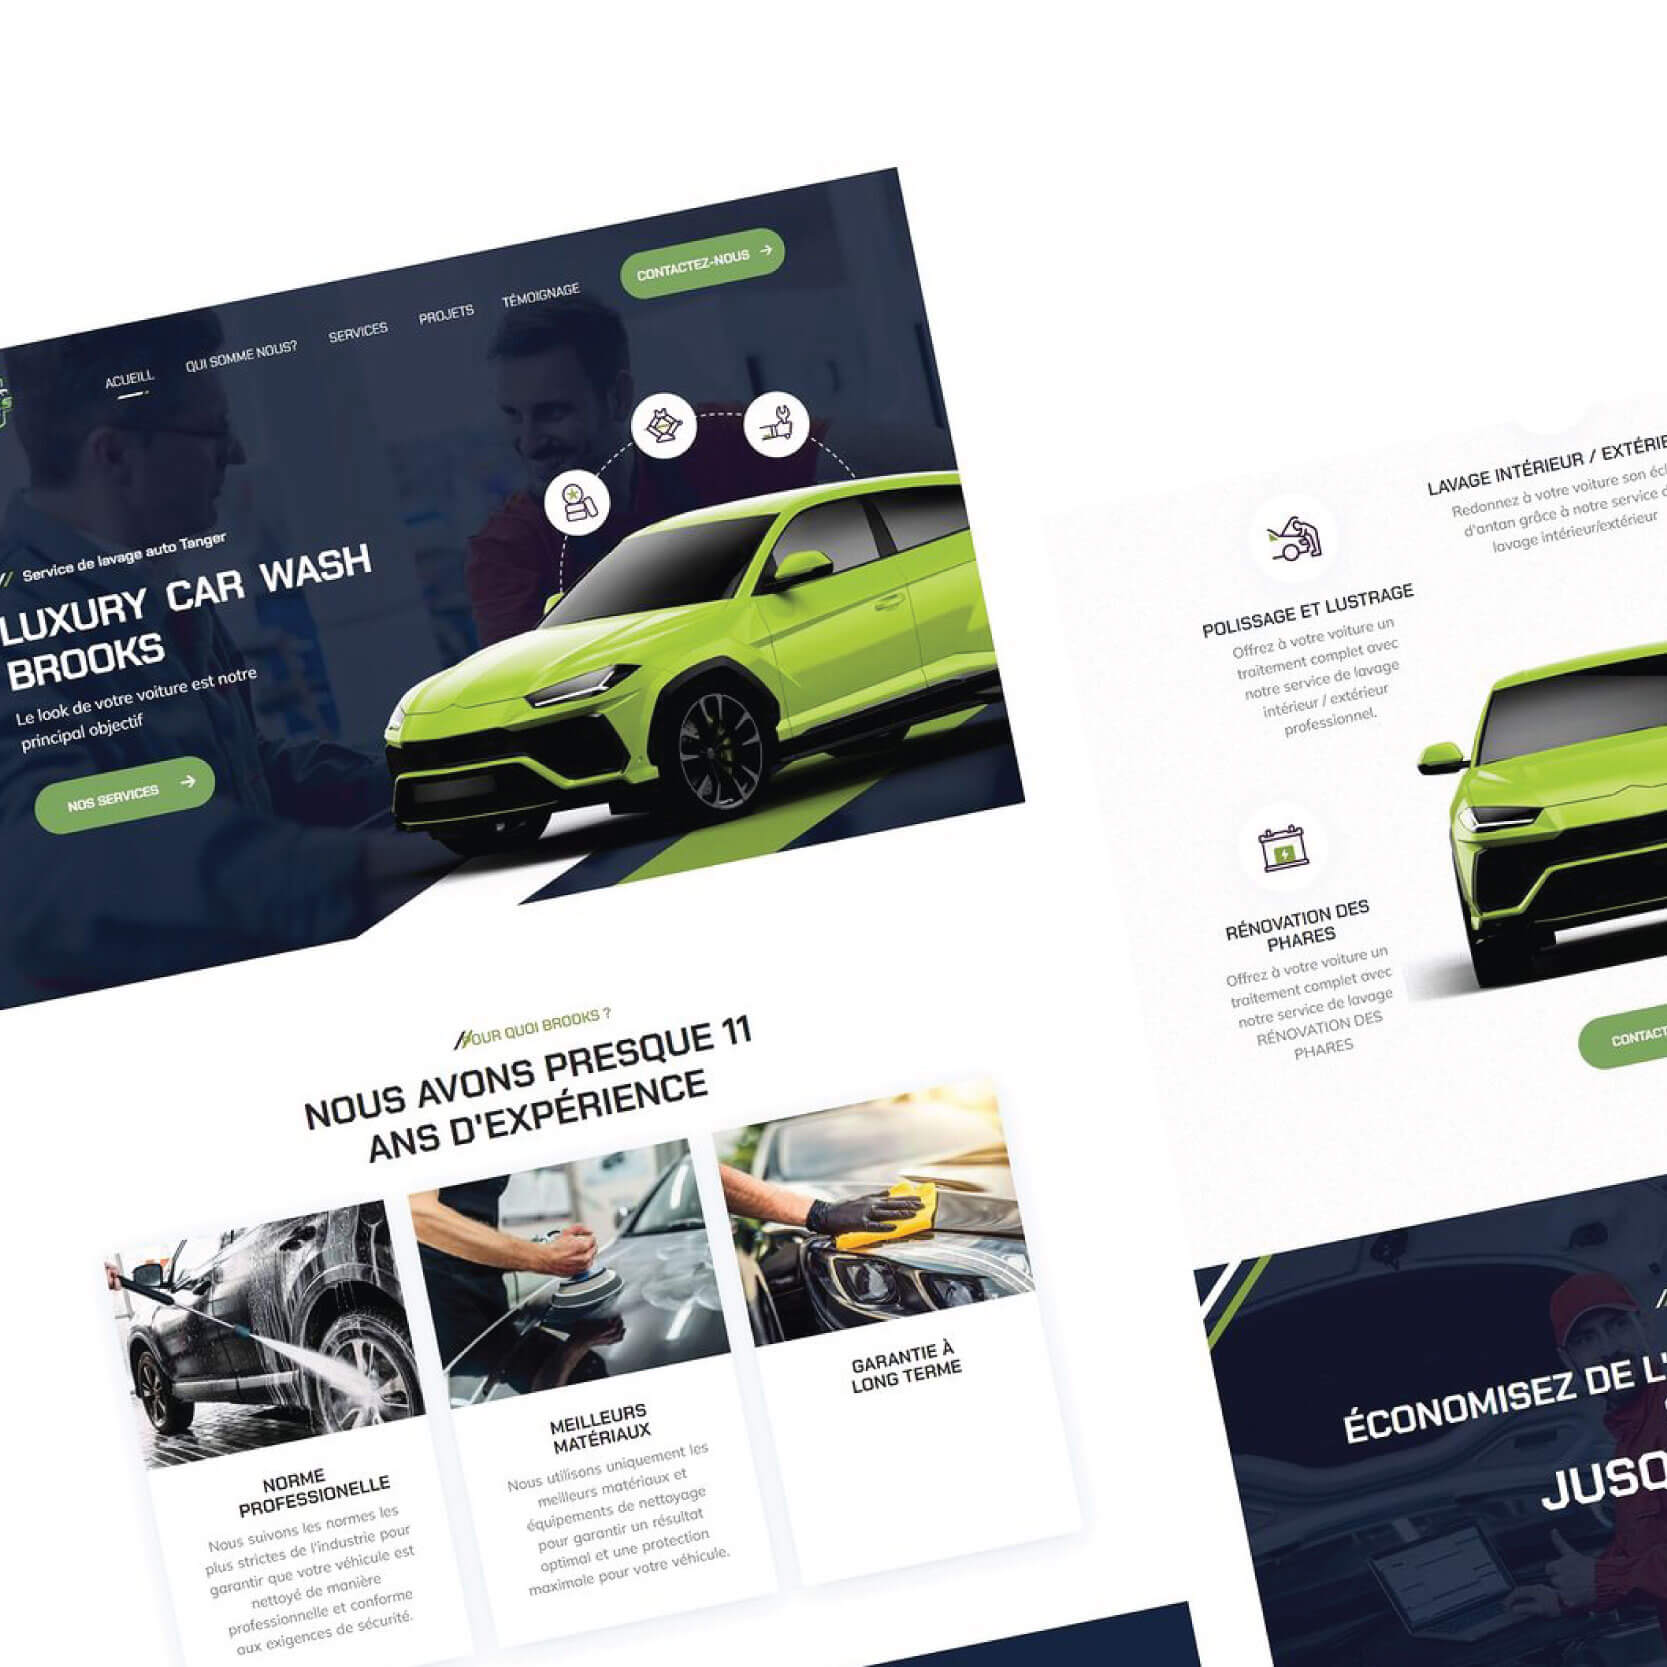 ACUEILL
QUI SOMME NOUS?
SERVICES
PROJETS
TÉMOIGNAGE
CONTACTEZ-NOUS
// Service de lavage auto Tanger
LUXURY CAR WASH
BROOKS
Le look de votre voiture est notre
principal objectif
NOS SERVICES
POUR QUOI BROOKS ?
NOUS AVONS PRESQUE 11
ANS D'EXPÉRIENCE
NORME
PROFESSIONELLE
Nous suivons les normes les
plus strictes de l'industrie pour
garantir que votre véhicule est
nettoyé de manière
professionnelle et conforme
aux exigences de sécurité.
MEILLEURS
MATÉRIAUX
Nous utilisons uniquement les
meilleurs matériaux et
équipements de nettoyage
pour garantir un résultat
optimal et une protection
maximale pour votre véhicule.
GARANTIE À
LONG TERME
POLISSAGE ET LUSTRAGE
Offrez à votre voiture un
traitement complet avec
notre service de lavage
intérieur / extérieur
professionnel.
LAVAGE INTÉRIEUR / EXTÉRIE
Redonnez à votre voiture son écl
d'antan grâce à notre service d
lavage intérieur/extérieur
RÉNOVATION DES
PHARES
Offrez à votre voiture un
traitement complet avec
notre service de lavage
RÉNOVATION DES
PHARES
CONTACT
ÉCONOMISEZ DE L'
JUSQ